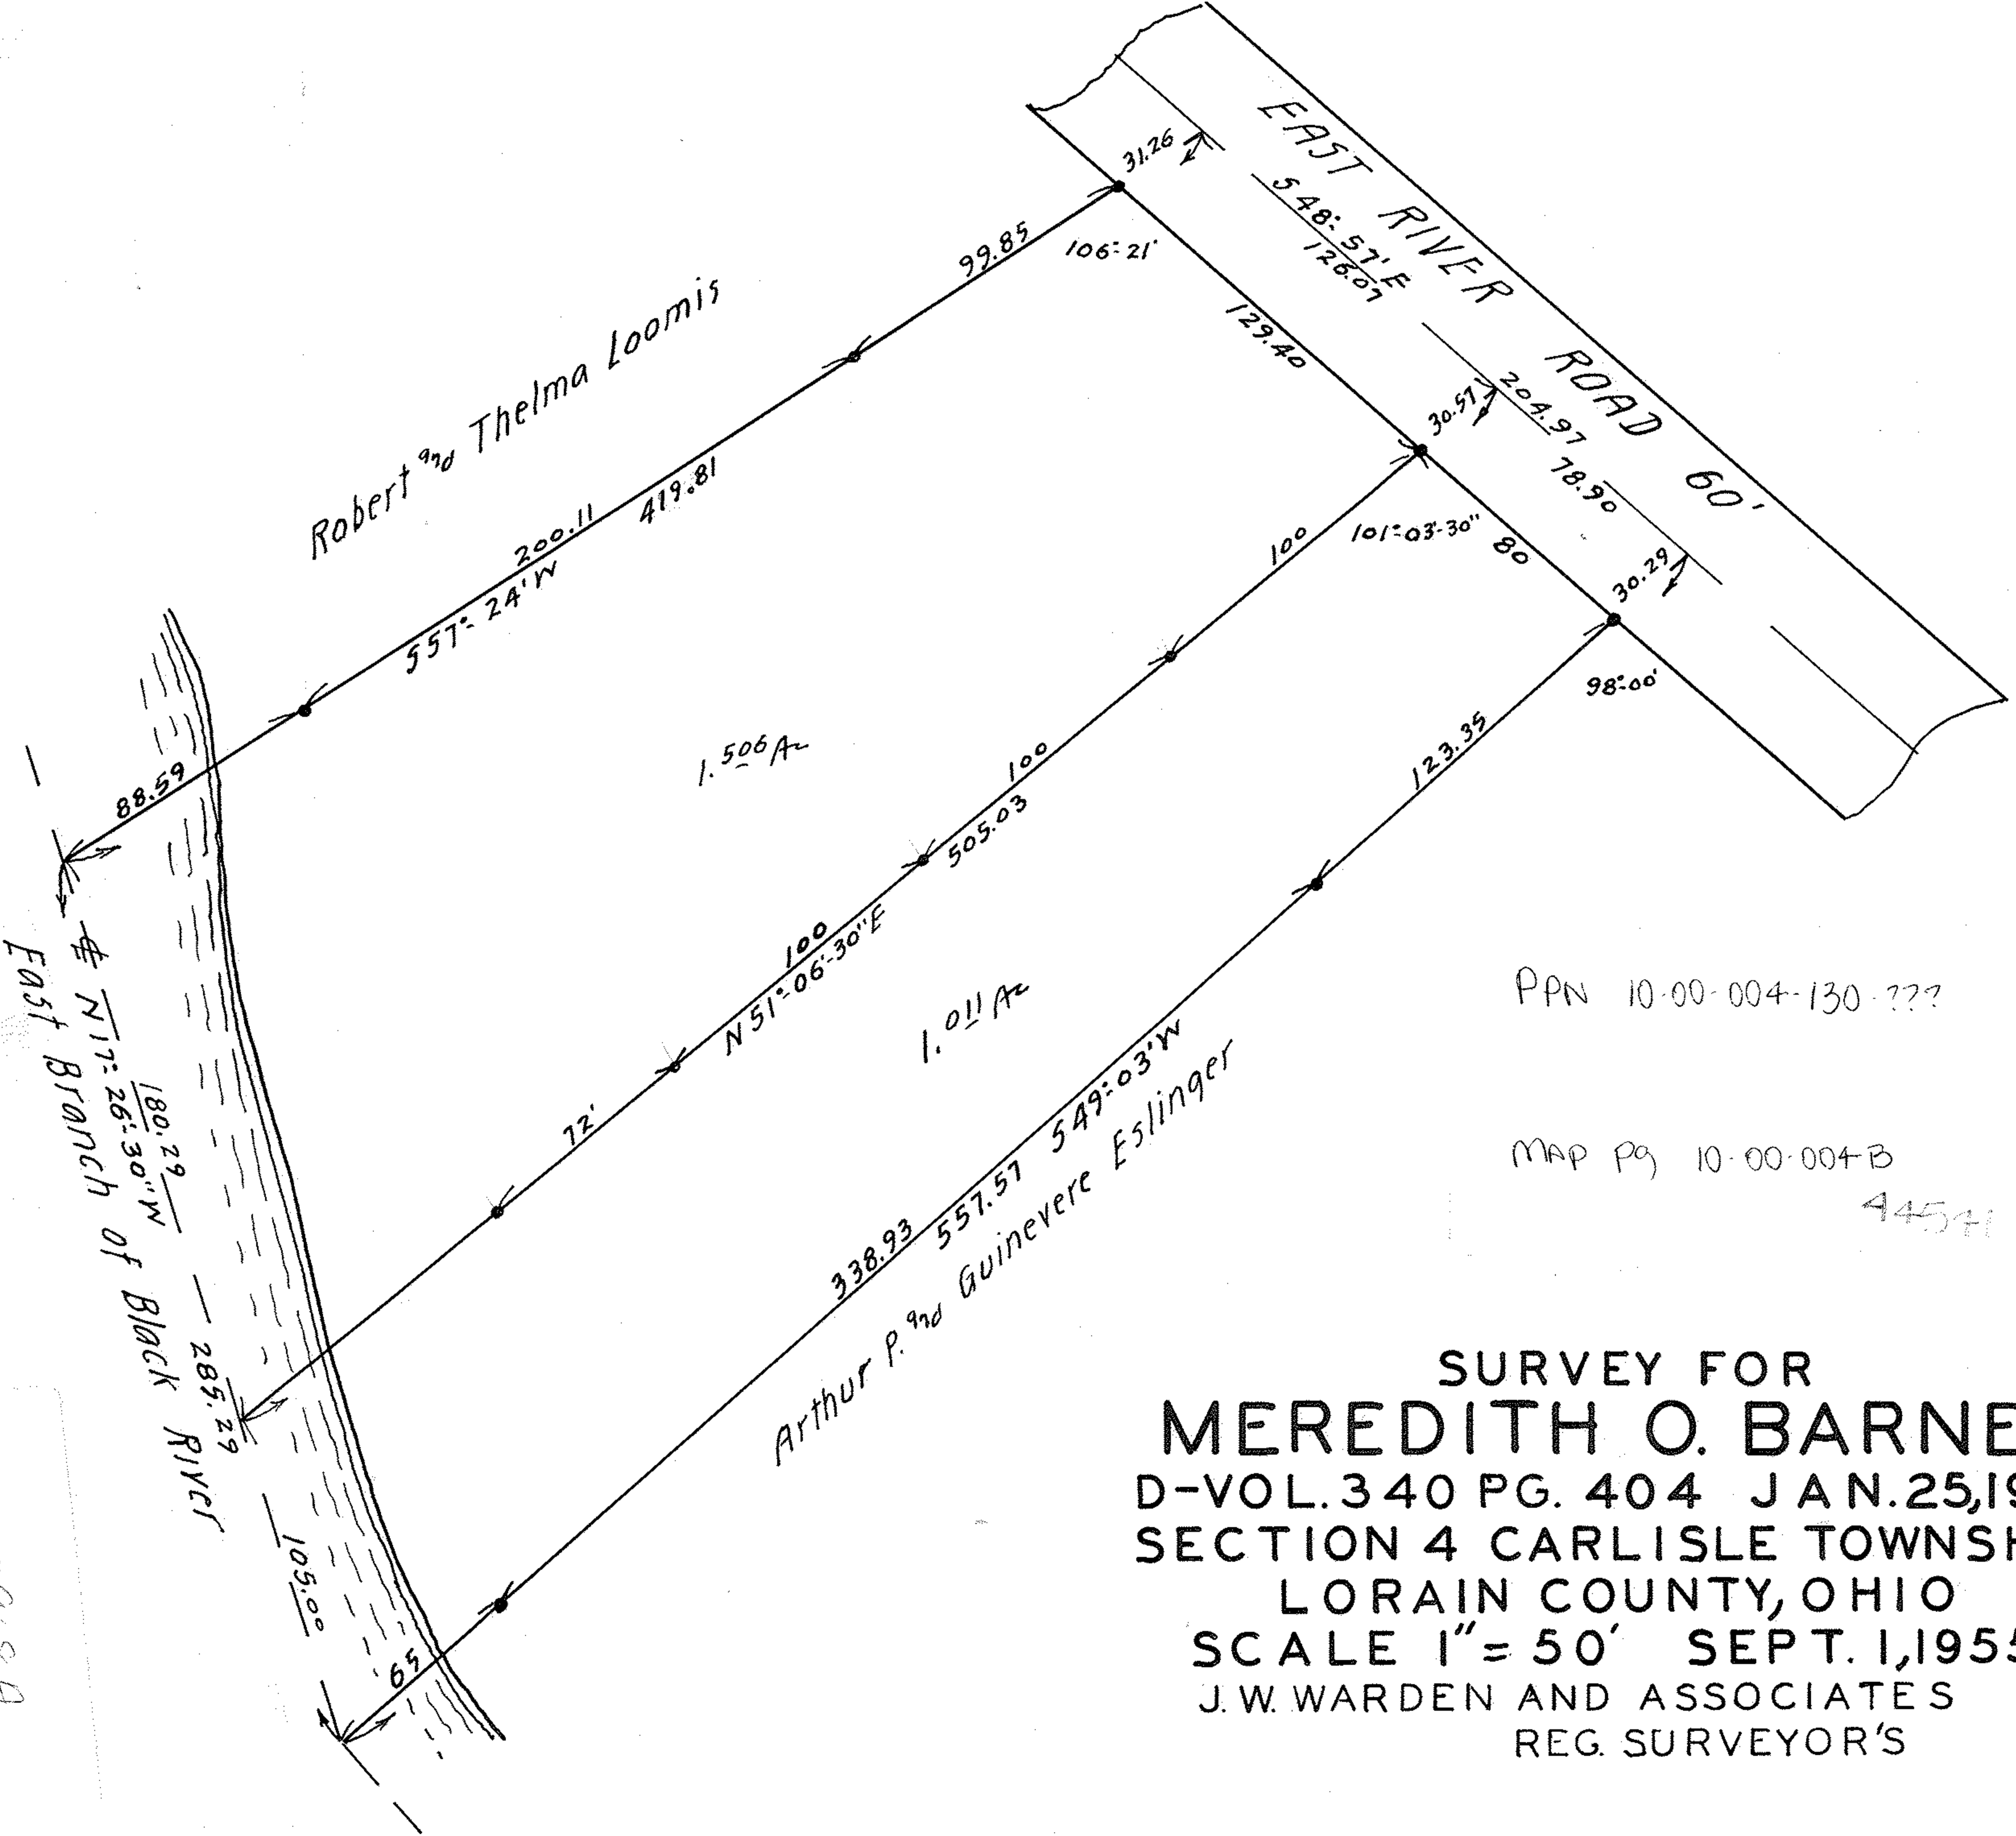 EAST RIVER ROAD 60'
S 48°-57' E
126.07
204.97
78.90
31.26
30.57
30.29
106°-21'
129.40
101°-03'-30"
80
98°-00'
Robert and Thelma Loomis
99.85
200.11
419.81
S57°-24' W
88.59
1.506 Ac
100
100
505.03
100
N 51°-06'-30" E
72'
1.011 Ac
123.35
S49°-03' W
557.57
338.93
65
Arthur P. and Guinevere Eslinger
180.29
285.29
105.00
N 17°-26'-30" W
East Branch of Black River
PPN 10-00-004-130-???
MAP Pg 10-00-004-B
SURVEY FOR
MEREDITH O. BARNE
D-VOL. 340 PG. 404 JAN. 25, 19
SECTION 4 CARLISLE TOWNSH
LORAIN COUNTY, OHIO
SCALE 1" = 50' SEPT. 1, 1955
J. W. WARDEN AND ASSOCIATES
REG. SURVEYOR'S